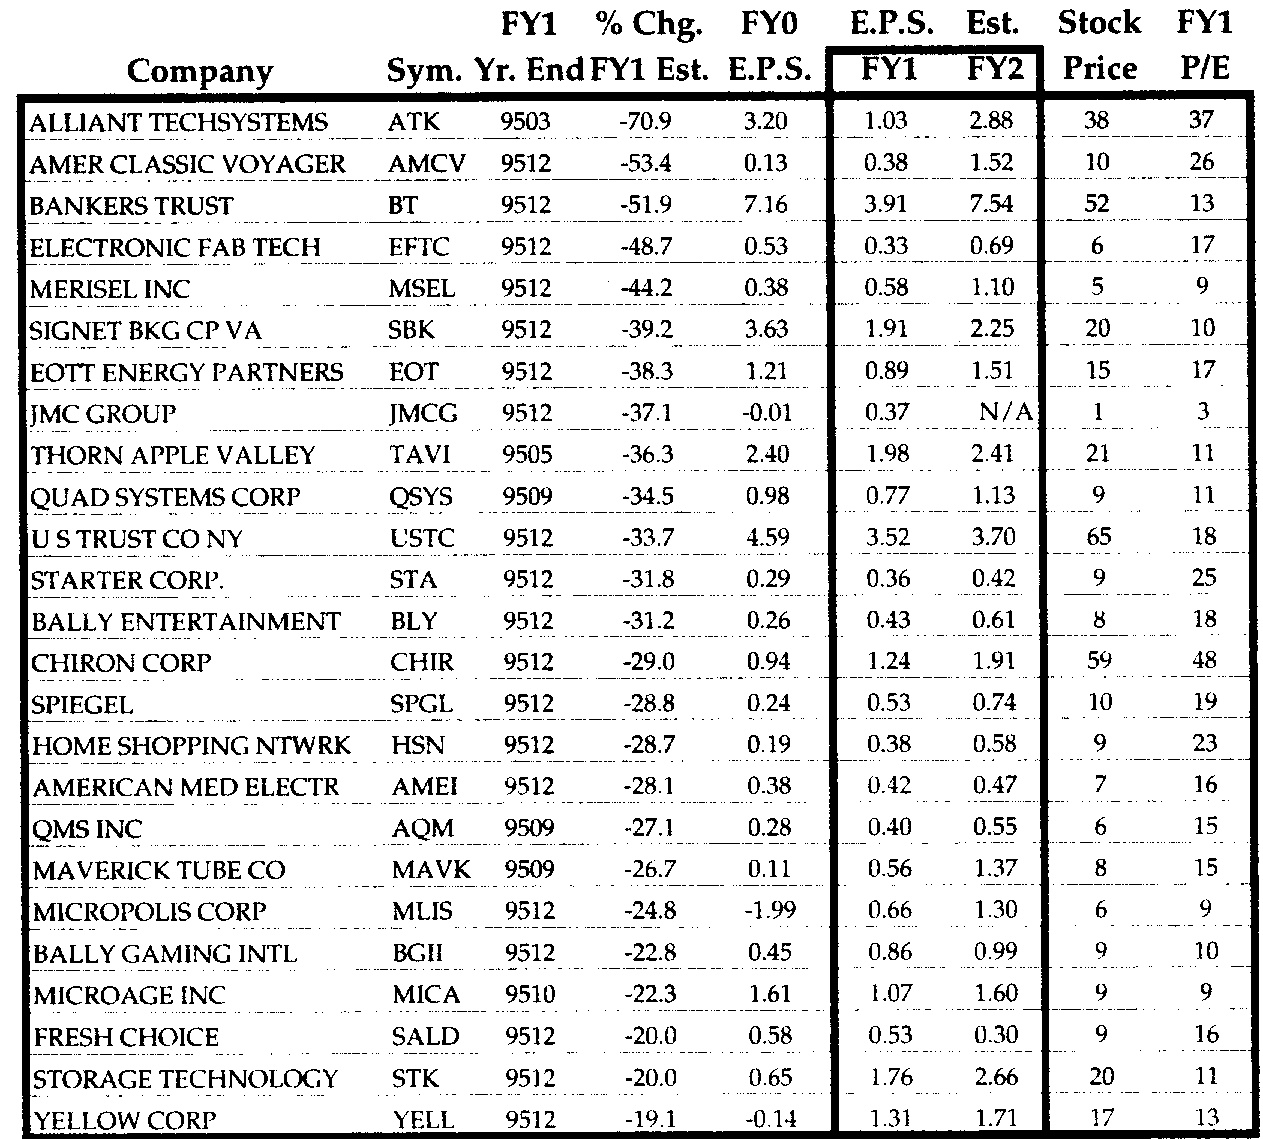 FY1 % Chg. FY0 E.P.S. Est. Stock FY1
Company Sym. Yr. End FY1 Est. E.P.S. FY1 FY2 Price P/E
ALLIANT TECHSYSTEMS ATK 9503 -70.9 3.20 1.03 2.88 38 37
AMER CLASSIC VOYAGER AMCV 9512 -53.4 0.13 0.38 1.52 10 26
BANKERS TRUST BT 9512 -51.9 7.16 3.91 7.54 52 13
ELECTRONIC FAB TECH EFTC 9512 -48.7 0.53 0.33 0.69 6 17
MERISEL INC MSEL 9512 -44.2 0.38 0.58 1.10 5 9
SIGNET BKG CP VA SBK 9512 -39.2 3.63 1.91 2.25 20 10
EOTT ENERGY PARTNERS EOT 9512 -38.3 1.21 0.89 1.51 15 17
JMC GROUP JMCG 9512 -37.1 -0.01 0.37 N/A 1 3
THORN APPLE VALLEY TAVI 9505 -36.3 2.40 1.98 2.41 21 11
QUAD SYSTEMS CORP QSYS 9509 -34.5 0.98 0.77 1.13 9 11
U S TRUST CO NY USTC 9512 -33.7 4.59 3.52 3.70 65 18
STARTER CORP. STA 9512 -31.8 0.29 0.36 0.42 9 25
BALLY ENTERTAINMENT BLY 9512 -31.2 0.26 0.43 0.61 8 18
CHIRON CORP CHIR 9512 -29.0 0.94 1.24 1.91 59 48
SPIEGEL SPGL 9512 -28.8 0.24 0.53 0.74 10 19
HOME SHOPPING NTWRK HSN 9512 -28.7 0.19 0.38 0.58 9 23
AMERICAN MED ELECTR AMEI 9512 -28.1 0.38 0.42 0.47 7 16
QMS INC AQM 9509 -27.1 0.28 0.40 0.55 6 15
MAVERICK TUBE CO MAVK 9509 -26.7 0.11 0.56 1.37 8 15
MICROPOLIS CORP MLIS 9512 -24.8 -1.99 0.66 1.30 6 9
BALLY GAMING INTL BGII 9512 -22.8 0.45 0.86 0.99 9 10
MICROAGE INC MICA 9510 -22.3 1.61 1.07 1.60 9 9
FRESH CHOICE SALD 9512 -20.0 0.58 0.53 0.30 9 16
STORAGE TECHNOLOGY STK 9512 -20.0 0.65 1.76 2.66 20 11
YELLOW CORP YELL 9512 -19.1 -0.14 1.31 1.71 17 13